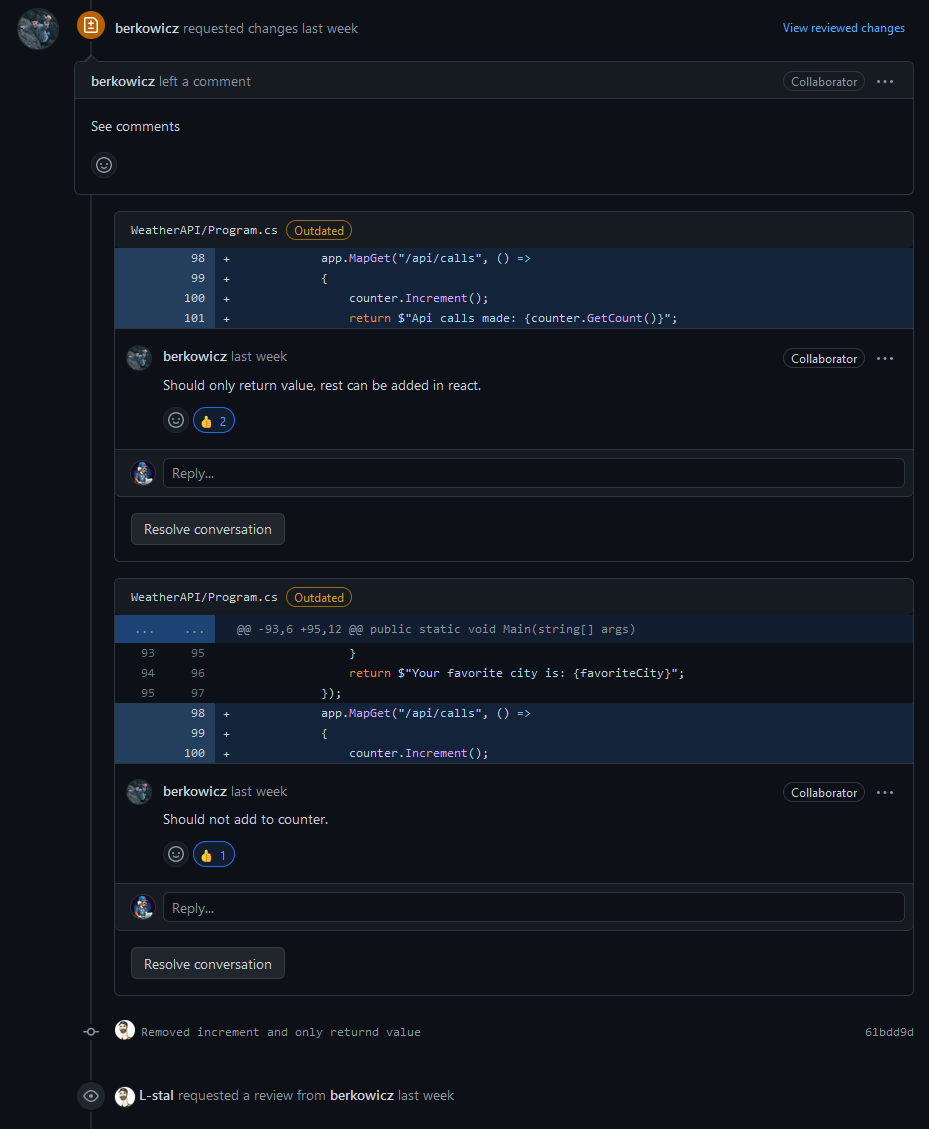 berkowicz requested changes last week View reviewed changes
berkowicz left a comment Collaborator ...
See comments
WeatherAPI/Program.cs Outdated
98 + app.MapGet("/api/calls", () =>
99 + {
100 + counter.Increment();
101 + return $"Api calls made: {counter.GetCount()}";
berkowicz last week Collaborator ...
Should only return value, rest can be added in react.
👍 2
Reply...
Resolve conversation
WeatherAPI/Program.cs Outdated
... ... @@ -93,6 +95,12 @@ public static void Main(string[] args)
93 95 }
94 96 return $"Your favorite city is: {favoriteCity}";
95 97 });
98 + app.MapGet("/api/calls", () =>
99 + {
100 + counter.Increment();
berkowicz last week Collaborator ...
Should not add to counter.
👍 1
Reply...
Resolve conversation
Removed increment and only returnd value 61bdd9d
L-stal requested a review from berkowicz last week